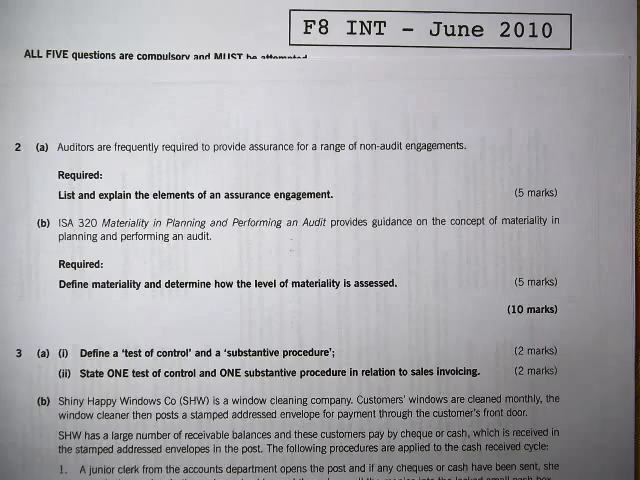 F8 INT - June 2010
ALL FIVE questions are compulsory and MUST be attempted
2 (a) Auditors are frequently required to provide assurance for a range of non-audit engagements.
Required:
List and explain the elements of an assurance engagement. (5 marks)
(b) ISA 320 Materiality in Planning and Performing an Audit provides guidance on the concept of materiality in
planning and performing an audit.
Required:
Define materiality and determine how the level of materiality is assessed. (5 marks)
(10 marks)
3 (a) (i) Define a ‘test of control’ and a ‘substantive procedure’; (2 marks)
(ii) State ONE test of control and ONE substantive procedure in relation to sales invoicing. (2 marks)
(b) Shiny Happy Windows Co (SHW) is a window cleaning company. Customers’ windows are cleaned monthly, the
window cleaner then posts a stamped addressed envelope for payment through the customer’s front door.
SHW has a large number of receivable balances and these customers pay by cheque or cash, which is received in
the stamped addressed envelopes in the post. The following procedures are applied to the cash received cycle:
1. A junior clerk from the accounts department opens the post and if any cheques or cash have been sent, she